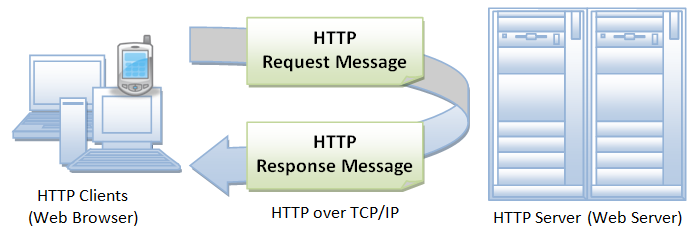 HTTP
Request Message
HTTP
Response Message
HTTP Clients
(Web Browser)
HTTP over TCP/IP
HTTP Server (Web Server)